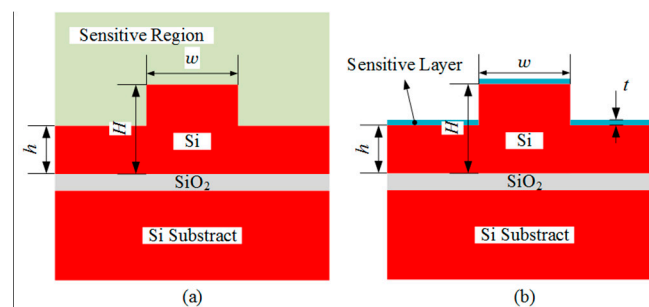 Sensitive Region
w
H
h
Si
SiO2
Si Substract
(a)
Sensitive Layer
w
t
H
h
Si
SiO2
Si Substract
(b)